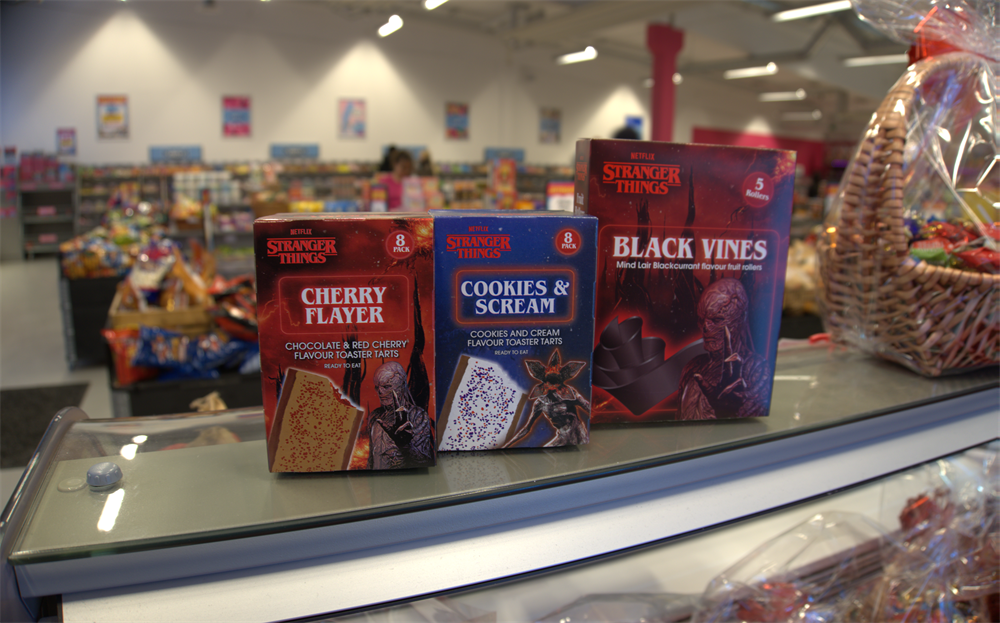 NETFLIX
STRANGER
THINGS
8
PACK
CHERRY
FLAYER
CHOCOLATE & RED CHERRY
FLAVOUR TOASTER TARTS
READY TO EAT
NETFLIX
STRANGER
THINGS
8
PACK
COOKIES &
SCREAM
COOKIES AND CREAM
FLAVOUR TOASTER TARTS
READY TO EAT
NETFLIX
STRANGER
THINGS
5
Rollers
BLACK VINES
Mind Lair Blackcurrant flavour fruit rollers